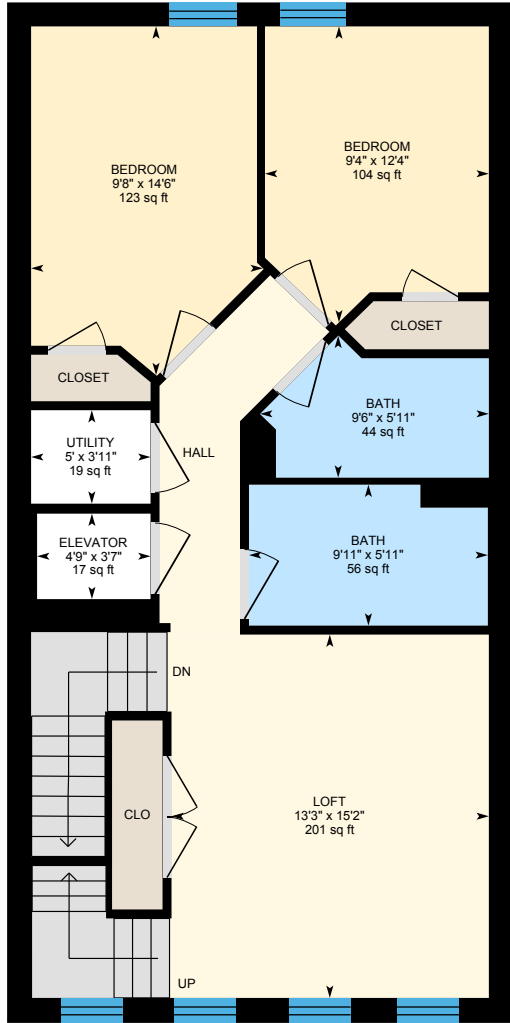 BEDROOM
9'8" x 14'6"
123 sq ft
BEDROOM
9'4" x 12'4"
104 sq ft
CLOSET
CLOSET
BATH
9'6" x 5'11"
44 sq ft
UTILITY
5' x 3'11"
19 sq ft
HALL
ELEVATOR
4'9" x 3'7"
17 sq ft
BATH
9'11" x 5'11"
56 sq ft
DN
LOFT
13'3" x 15'2"
201 sq ft
CLO
UP